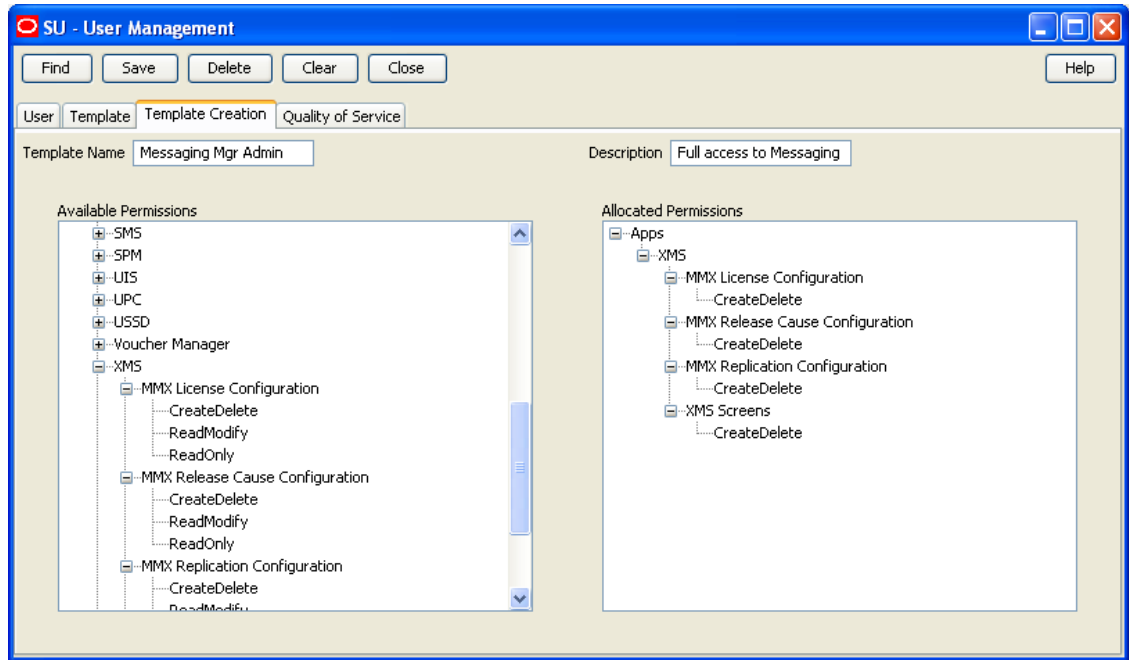 SU - User Management
Find Save Delete Clear Close Help
User Template Template Creation Quality of Service
Template Name Messaging Mgr Admin Description Full access to Messaging
Available Permissions
SMS
SPM
UIS
UPC
USSD
Voucher Manager
XMS
MMX License Configuration
CreateDelete
ReadModify
ReadOnly
MMX Release Cause Configuration
CreateDelete
ReadModify
ReadOnly
MMX Replication Configuration
CreateDelete
ReadModify
Allocated Permissions
Apps
XMS
MMX License Configuration
CreateDelete
MMX Release Cause Configuration
CreateDelete
MMX Replication Configuration
CreateDelete
XMS Screens
CreateDelete